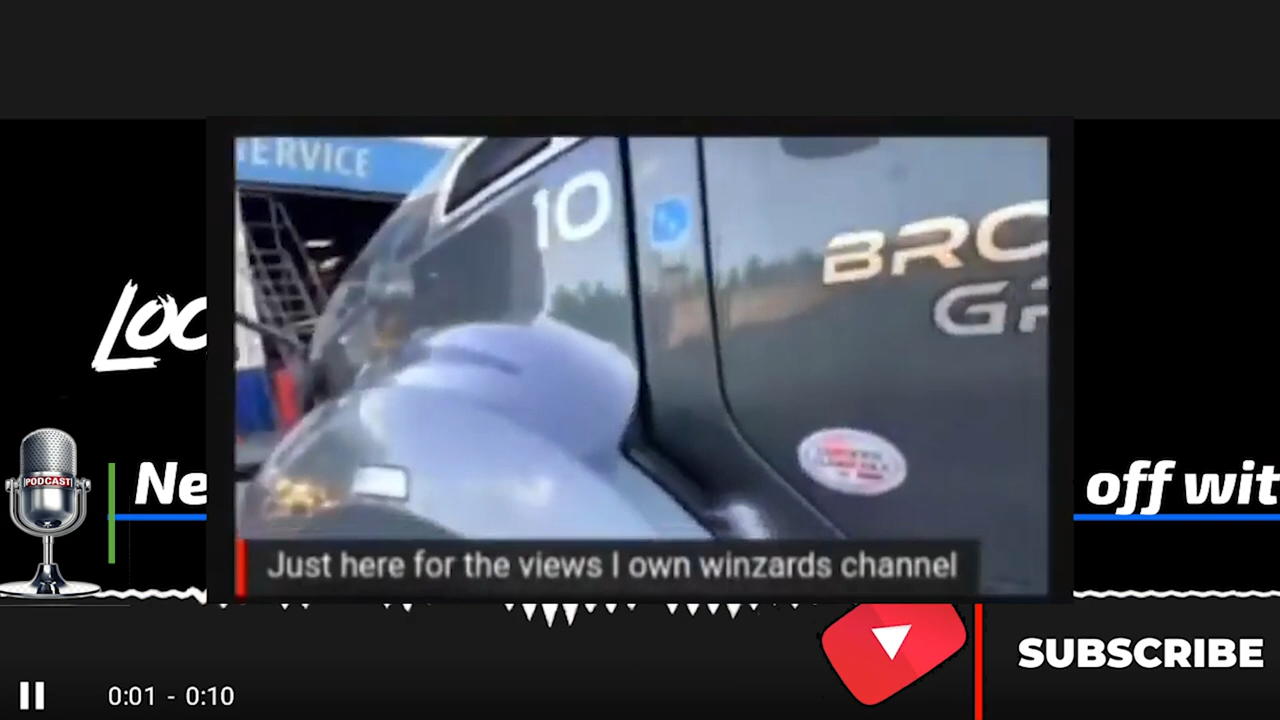 ERVICE
10
BRO
GR
Loc
PODCAST
Ne
off wit
Just here for the views I own winzards channel
SUBSCRIBE
0:01 - 0:10